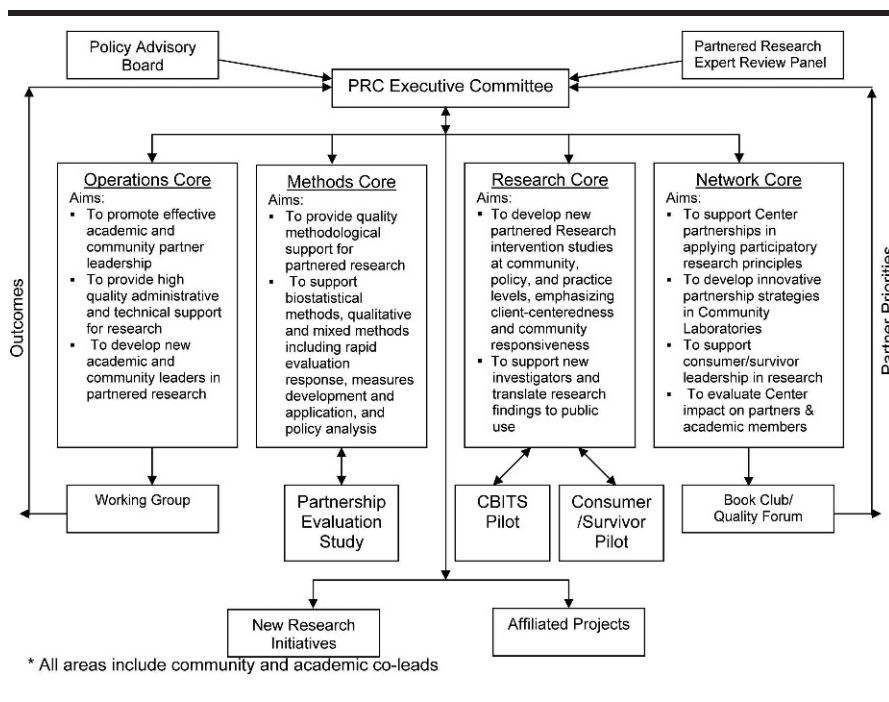 Policy Advisory
Board
Partnered Research
Expert Review Panel
PRC Executive Committee
Operations Core
Aims:
▪ To promote effective
academic and
community partner
leadership
▪ To provide high
quality administrative
and technical support
for research
▪ To develop new
academic and
community leaders in
partnered research
Methods Core
Aims:
▪ To provide quality
methodological
support for
partnered research
▪ To support
biostatistical
methods, qualitative
and mixed methods
including rapid
evaluation
response, measures
development and
application, and
policy analysis
Research Core
Aims:
▪ To develop new
partnered Research
intervention studies
at community,
policy, and practice
levels, emphasizing
client-centeredness
and community
responsiveness
▪ To support new
investigators and
translate research
findings to public
use
Network Core
Aims:
▪ To support Center
partnerships in
applying participatory
research principles
▪ To develop innovative
partnership strategies
in Community
Laboratories
▪ To support
consumer/survivor
leadership in research
▪ To evaluate Center
impact on partners &
academic members
Outcomes
Partner Priorities
Working Group
Partnership
Evaluation
Study
CBITS
Pilot
Consumer
/Survivor
Pilot
Book Club/
Quality Forum
New Research
Initiatives
Affiliated Projects
* All areas include community and academic co-leads